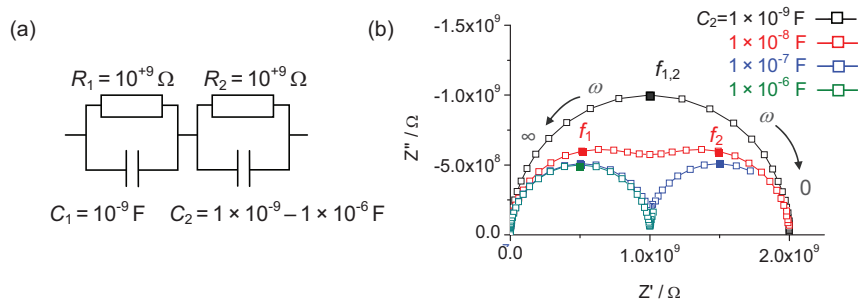 (a)
R₁ = 10⁺⁹ Ω
R₂ = 10⁺⁹ Ω
C₁ = 10⁻⁹ F
C₂ = 1 × 10⁻⁹ – 1 × 10⁻⁶ F
(b)
C₂=1 × 10⁻⁹ F
1 × 10⁻⁸ F
1 × 10⁻⁷ F
1 × 10⁻⁶ F
-1.5x10⁹
-1.0x10⁹
-5.0x10⁸
0.0
Z''/ Ω
f₁,₂
ω
ω
∞
f₁
f₂
0
0.0
1.0x10⁹
2.0x10⁹
Z' / Ω